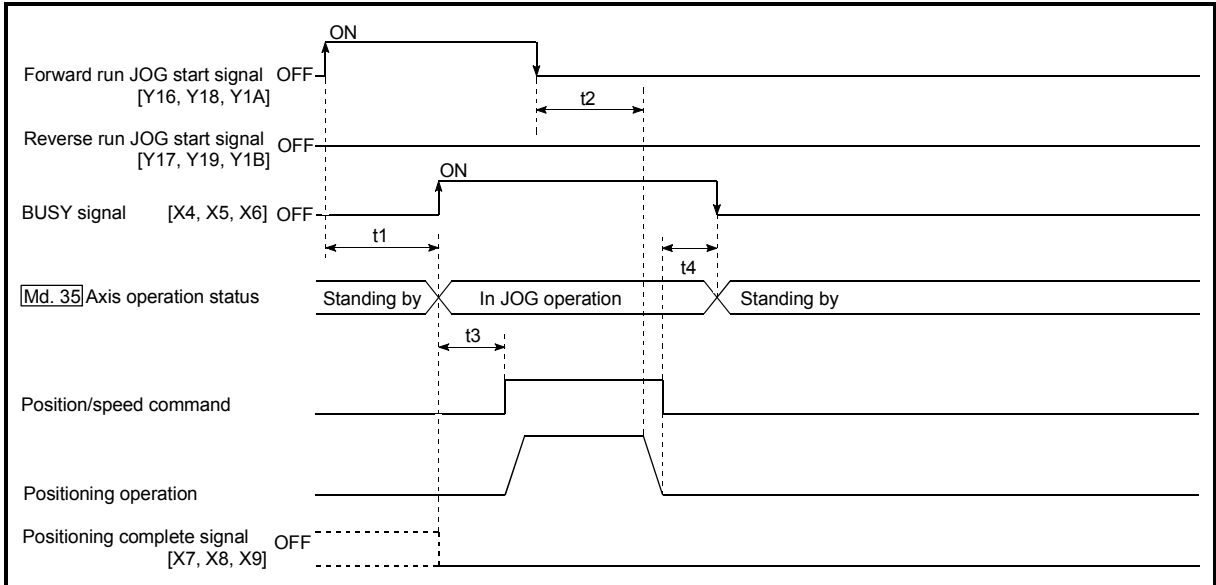 ON
Forward run JOG start signal OFF
[Y16, Y18, Y1A]
t2
Reverse run JOG start signal OFF
[Y17, Y19, Y1B]
ON
BUSY signal [X4, X5, X6] OFF
t1
t4
Md. 35 Axis operation status Standing by In JOG operation Standing by
t3
Position/speed command
Positioning operation
Positioning complete signal OFF
[X7, X8, X9]